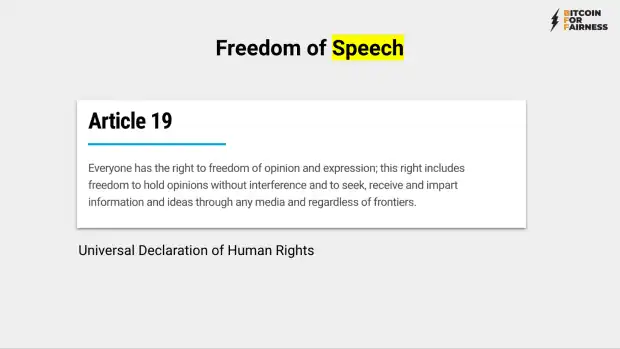 BITCOIN
FOR
FAIRNESS
Freedom of Speech
Article 19
Everyone has the right to freedom of opinion and expression; this right includes
freedom to hold opinions without interference and to seek, receive and impart
information and ideas through any media and regardless of frontiers.
Universal Declaration of Human Rights